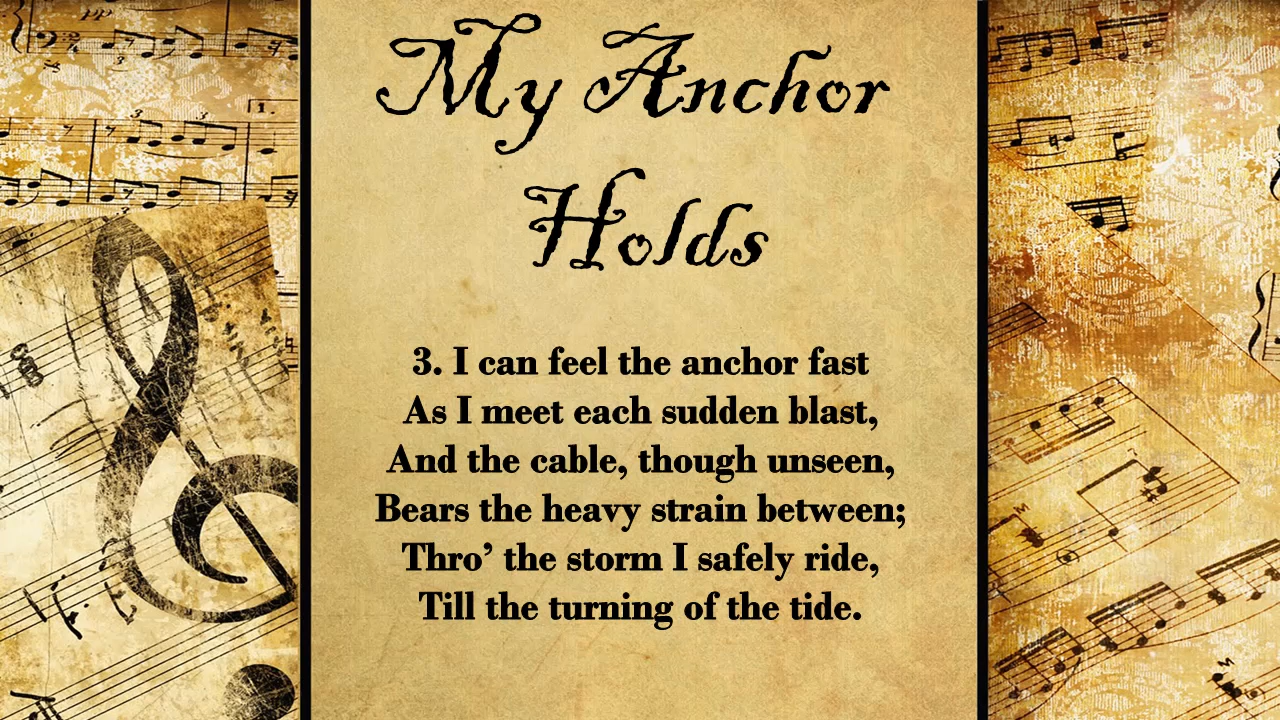 My Anchor
Holds
3. I can feel the anchor fast
As I meet each sudden blast,
And the cable, though unseen,
Bears the heavy strain between;
Thro’ the storm I safely ride,
Till the turning of the tide.